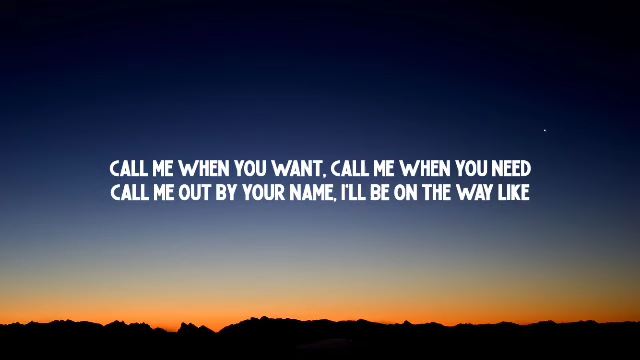 CALL ME WHEN YOU WANT, CALL ME WHEN YOU NEED
CALL ME OUT BY YOUR NAME, I'LL BE ON THE WAY LIKE